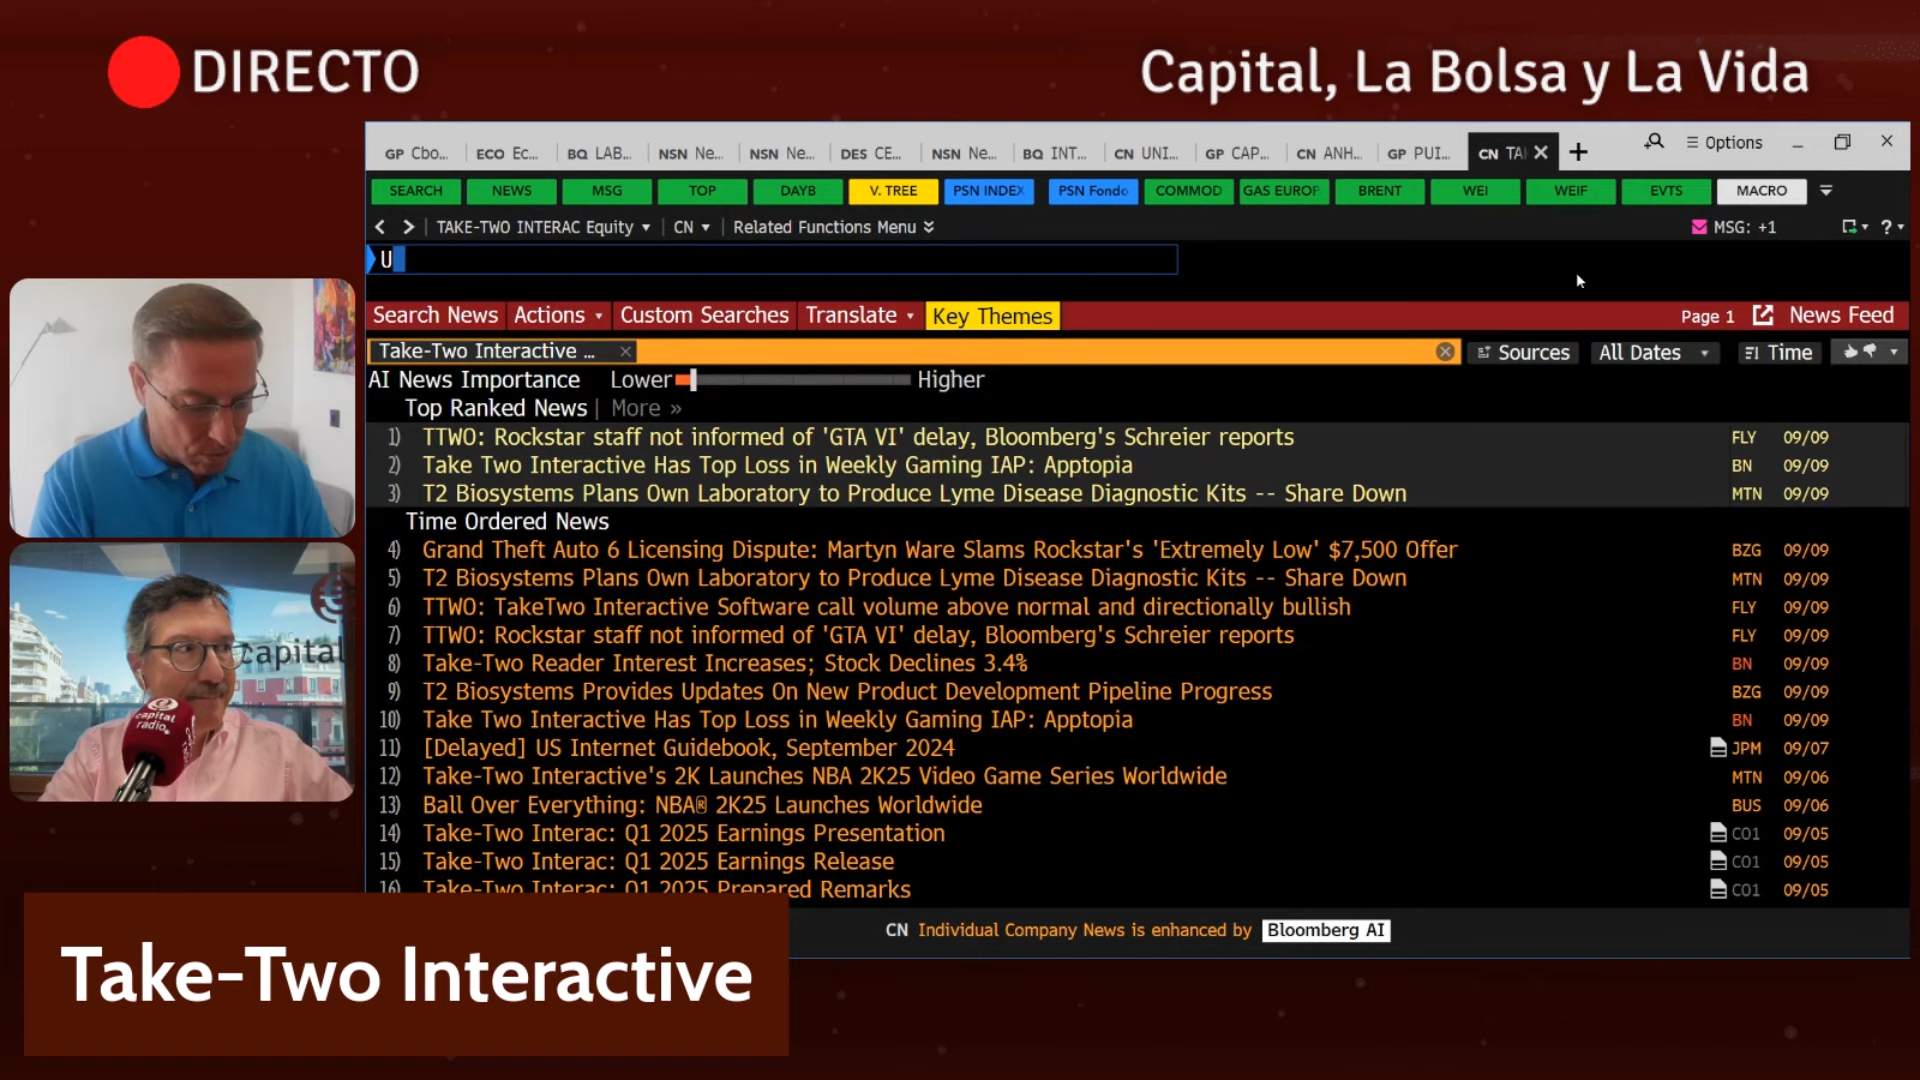 DIRECTO
Capital, La Bolsa y La Vida
GP Cbo... ECO Ec... BQ LAB... NSN Ne... NSN Ne... DES CE... NSN Ne... BQ INT... CN UNI... GP CAP... CN ANH... GP PUI... CN TA Options
SEARCH NEWS MSG TOP DAYB V. TREE PSN INDEX PSN Fondo COMMOD GAS EUROP BRENT WEI WEIF EVTS MACRO
TAKE-TWO INTERAC Equity CN Related Functions Menu MSG: +1 ?
U
Search News Actions Custom Searches Translate Key Themes Page 1 News Feed
Take-Two Interactive ... Sources All Dates Time
AI News Importance Lower Higher
Top Ranked News | More »
1) TTWO: Rockstar staff not informed of 'GTA VI' delay, Bloomberg's Schreier reports FLY 09/09
2) Take Two Interactive Has Top Loss in Weekly Gaming IAP: Apptopia BN 09/09
3) T2 Biosystems Plans Own Laboratory to Produce Lyme Disease Diagnostic Kits -- Share Down MTN 09/09
Time Ordered News
4) Grand Theft Auto 6 Licensing Dispute: Martyn Ware Slams Rockstar's 'Extremely Low' $7,500 Offer BZG 09/09
5) T2 Biosystems Plans Own Laboratory to Produce Lyme Disease Diagnostic Kits -- Share Down MTN 09/09
6) TTWO: TakeTwo Interactive Software call volume above normal and directionally bullish FLY 09/09
7) TTWO: Rockstar staff not informed of 'GTA VI' delay, Bloomberg's Schreier reports FLY 09/09
8) Take-Two Reader Interest Increases; Stock Declines 3.4% BN 09/09
9) T2 Biosystems Provides Updates On New Product Development Pipeline Progress BZG 09/09
10) Take Two Interactive Has Top Loss in Weekly Gaming IAP: Apptopia BN 09/09
11) [Delayed] US Internet Guidebook, September 2024 JPM 09/07
12) Take-Two Interactive's 2K Launches NBA 2K25 Video Game Series Worldwide MTN 09/06
13) Ball Over Everything: NBA® 2K25 Launches Worldwide BUS 09/06
14) Take-Two Interac: Q1 2025 Earnings Presentation CO1 09/05
15) Take-Two Interac: Q1 2025 Earnings Release CO1 09/05
16) Take-Two Interac: Q1 2025 Prepared Remarks CO1 09/05
CN Individual Company News is enhanced by Bloomberg AI
capital
capital
radio.
Take-Two Interactive